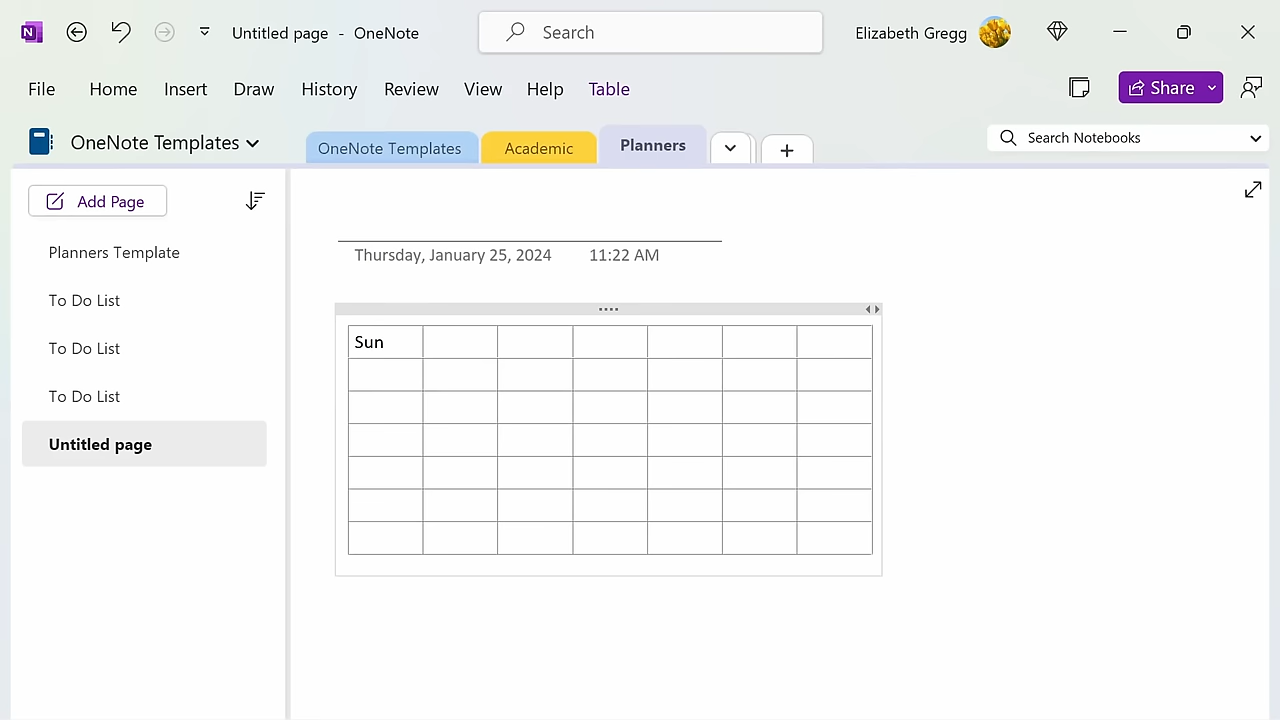 Untitled page - OneNote
Search
Elizabeth Gregg
File Home Insert Draw History Review View Help Table
Share
OneNote Templates
OneNote Templates
Academic
Planners
Search Notebooks
Add Page
Planners Template
To Do List
To Do List
To Do List
Untitled page
Thursday, January 25, 2024 11:22 AM
Sun